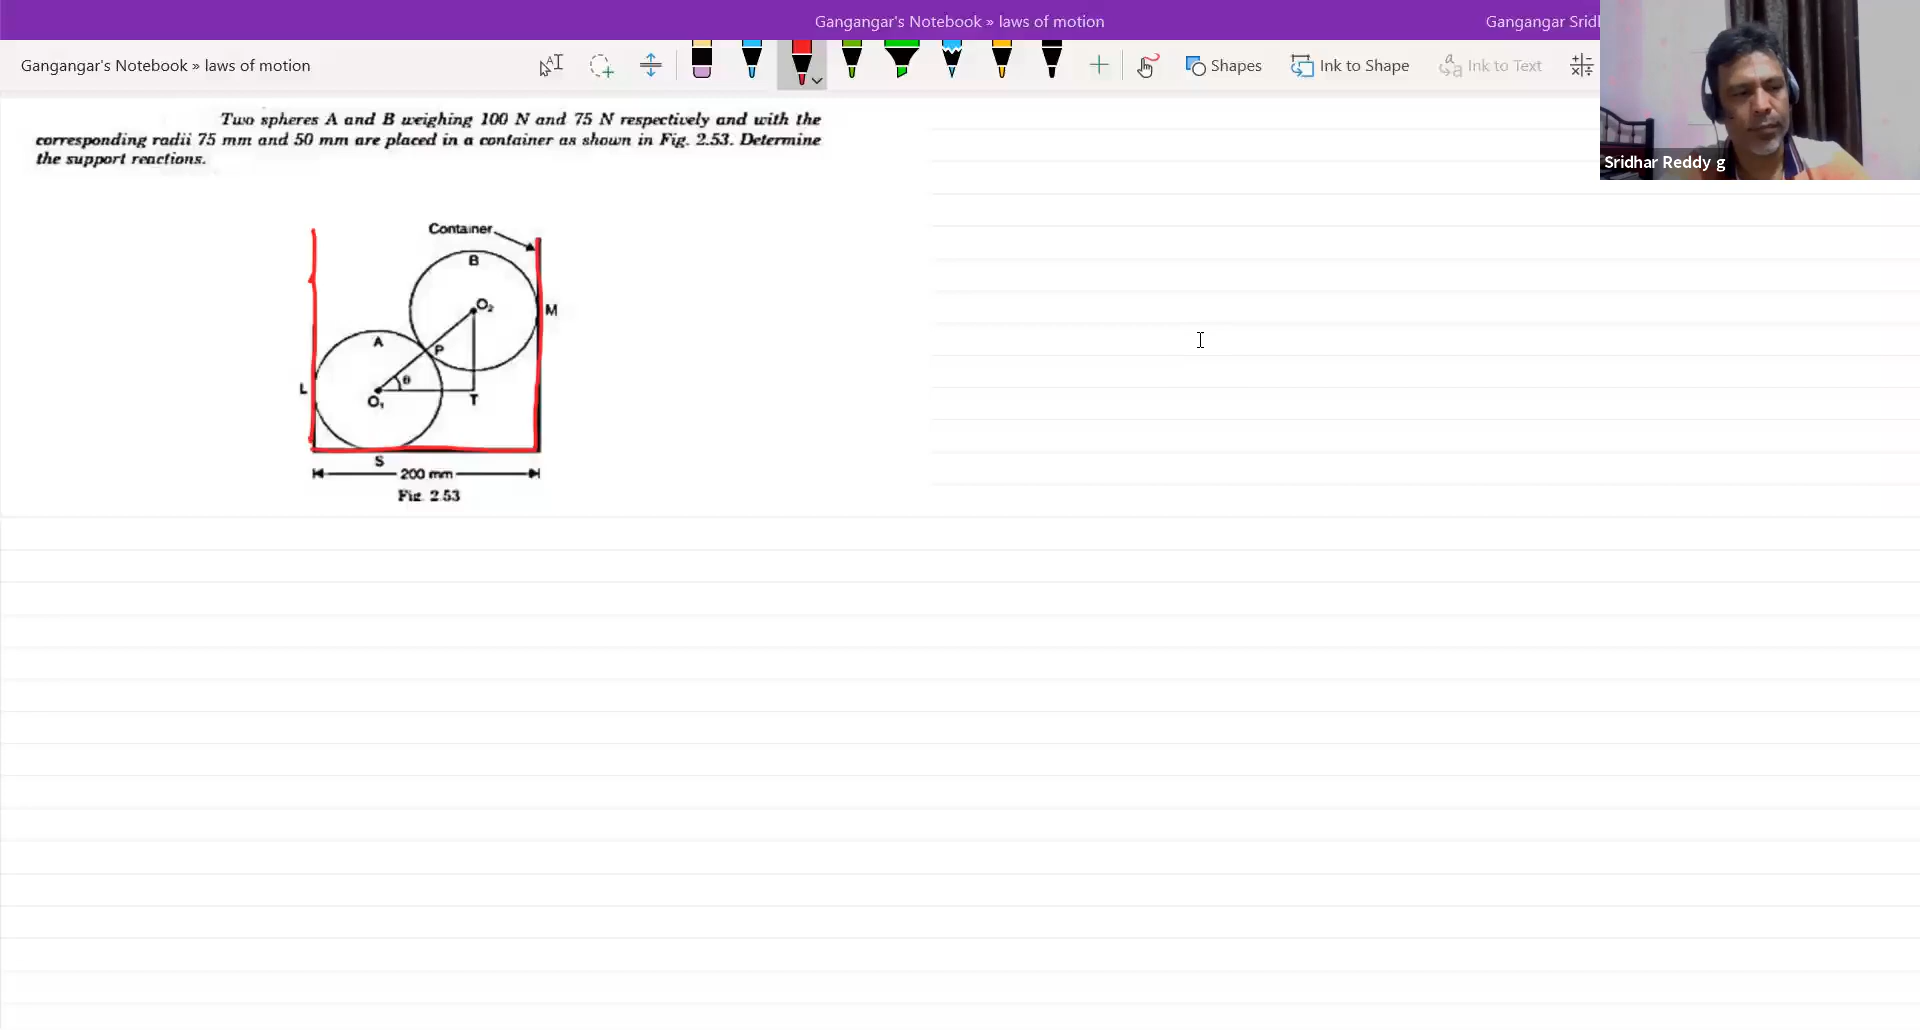 Gangangar's Notebook » laws of motion
Gangangar Sridl
Gangangar's Notebook » laws of motion
Shapes
Ink to Shape
Ink to Text
Sridhar Reddy g
Two spheres A and B weighing 100 N and 75 N respectively and with the
corresponding radii 75 mm and 50 mm are placed in a container as shown in Fig. 2.53. Determine
the support reactions.
Container
B
O₂
M
A
P
L
θ
O₁
T
S
200 mm
Fig. 2.53